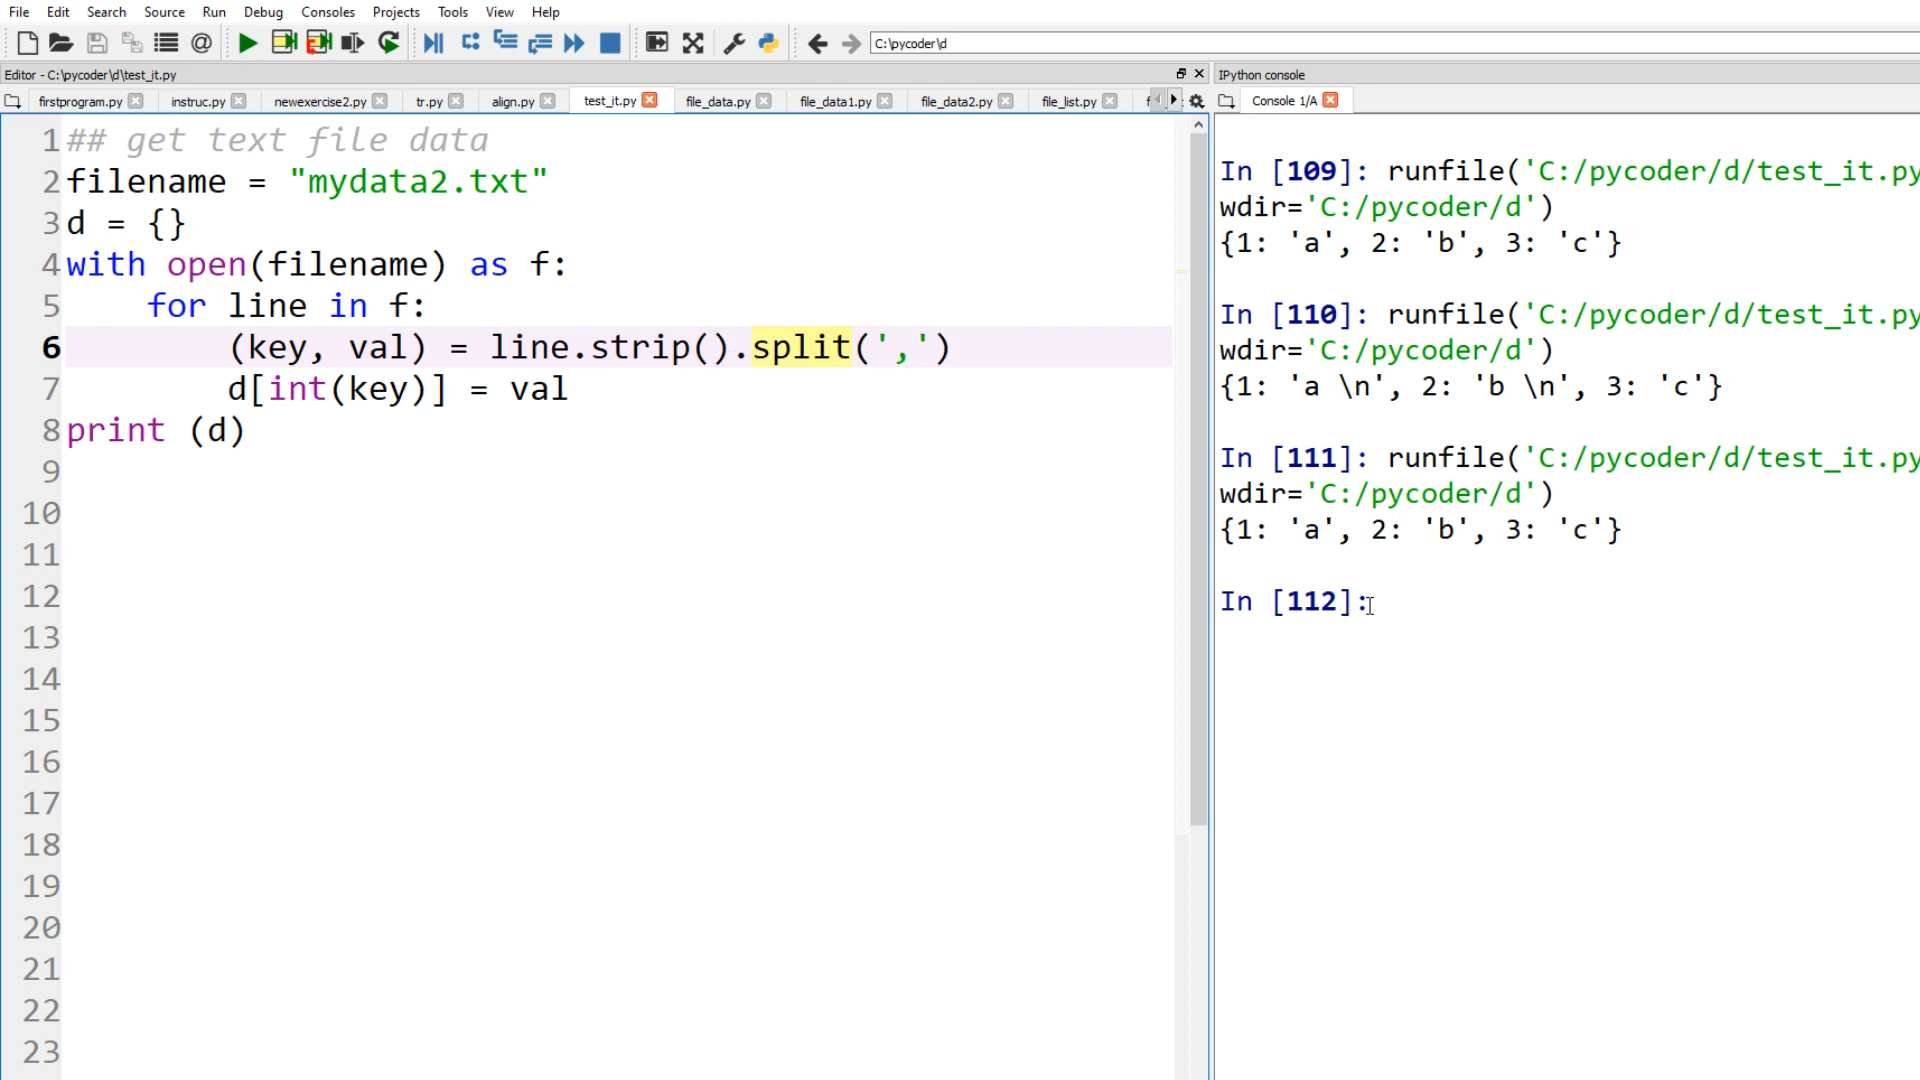 File Edit Search Source Run Debug Consoles Projects Tools View Help
C:\pycoder\d
Editor - C:\pycoder\d\test_it.py
firstprogram.py instruc.py newexercise2.py tr.py align.py test_it.py file_data.py file_data1.py file_data2.py file_list.py
1 ## get text file data
2 filename = "mydata2.txt"
3 d = {}
4 with open(filename) as f:
5 for line in f:
6 (key, val) = line.strip().split(',')
7 d[int(key)] = val
8 print (d)
9
10
11
12
13
14
15
16
17
18
19
20
21
22
23
IPython console
Console 1/A
In [109]: runfile('C:/pycoder/d/test_it.py
wdir='C:/pycoder/d')
{1: 'a', 2: 'b', 3: 'c'}
In [110]: runfile('C:/pycoder/d/test_it.py
wdir='C:/pycoder/d')
{1: 'a \n', 2: 'b \n', 3: 'c'}
In [111]: runfile('C:/pycoder/d/test_it.py
wdir='C:/pycoder/d')
{1: 'a', 2: 'b', 3: 'c'}
In [112]: